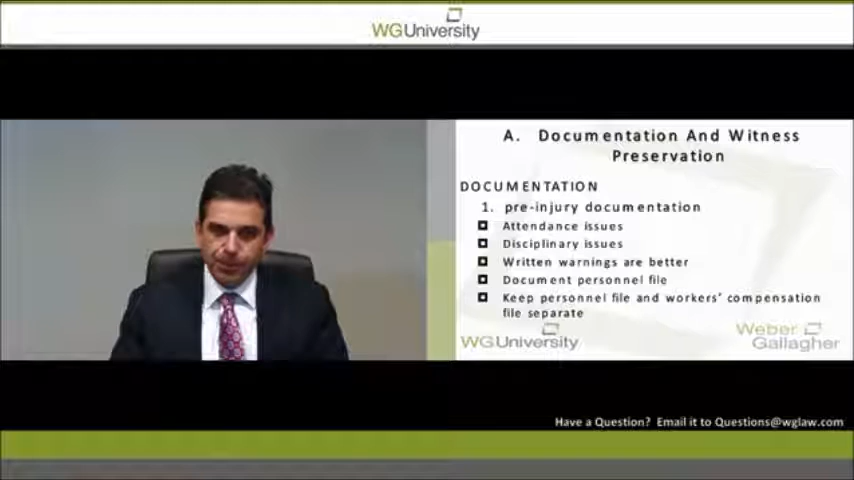 WGUniversity
A. Documentation And Witness
Preservation
DOCUMENTATION
1. pre-injury documentation
Attendance issues
Disciplinary issues
Written warnings are better
Document personnel file
Keep personnel file and workers' compensation
file separate
WGUniversity
Weber
Gallagher
Have a Question? Email it to Questions@wglaw.com